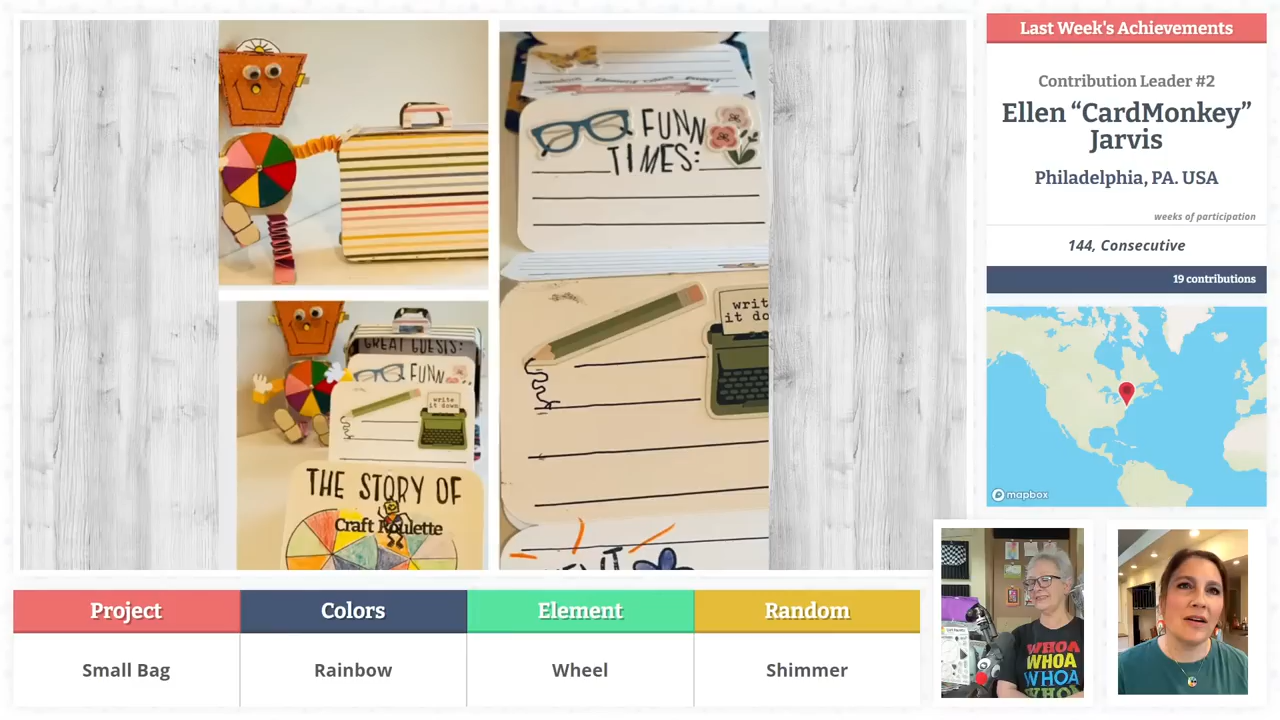 FUNN
TIMES:
writ
it do
GREAT GUESTS:
FUNN
write
it down
THE STORY OF
Craft Roulette
Last Week's Achievements
Contribution Leader #2
Ellen “CardMonkey”
Jarvis
Philadelphia, PA. USA
weeks of participation
144, Consecutive
19 contributions
mapbox
Project
Colors
Element
Random
Small Bag
Rainbow
Wheel
Shimmer
WHOA
WHOA
WHOA
WHOA